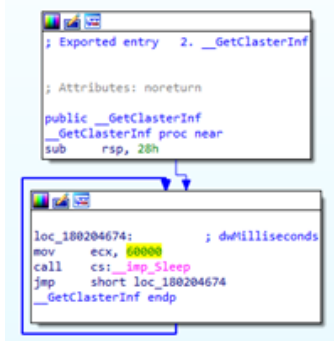 ; Exported entry   2. __GetClasterInf
; Attributes: noreturn
public __GetClasterInf
__GetClasterInf proc near
sub     rsp, 28h
loc_180204674:          ; dwMilliseconds
mov     ecx, 60000
call    cs:__imp_Sleep
jmp     short loc_180204674
__GetClasterInf endp